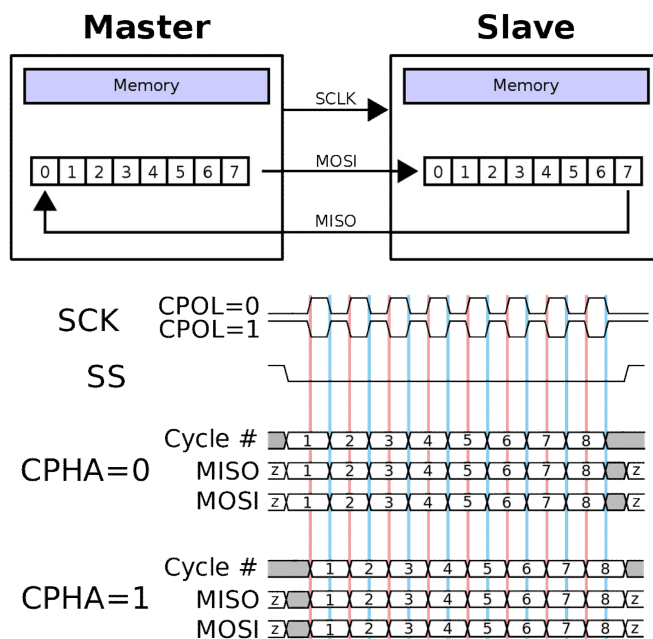 Master Slave
Memory SCLK Memory
MOSI
0 1 2 3 4 5 6 7 0 1 2 3 4 5 6 7
MISO
SCK CPOL=0
CPOL=1
SS
Cycle # 1 2 3 4 5 6 7 8
CPHA=0 MISO z 1 2 3 4 5 6 7 8 z
MOSI z 1 2 3 4 5 6 7 8 z
Cycle # 1 2 3 4 5 6 7 8
CPHA=1 MISO z 1 2 3 4 5 6 7 8 z
MOSI z 1 2 3 4 5 6 7 8 z